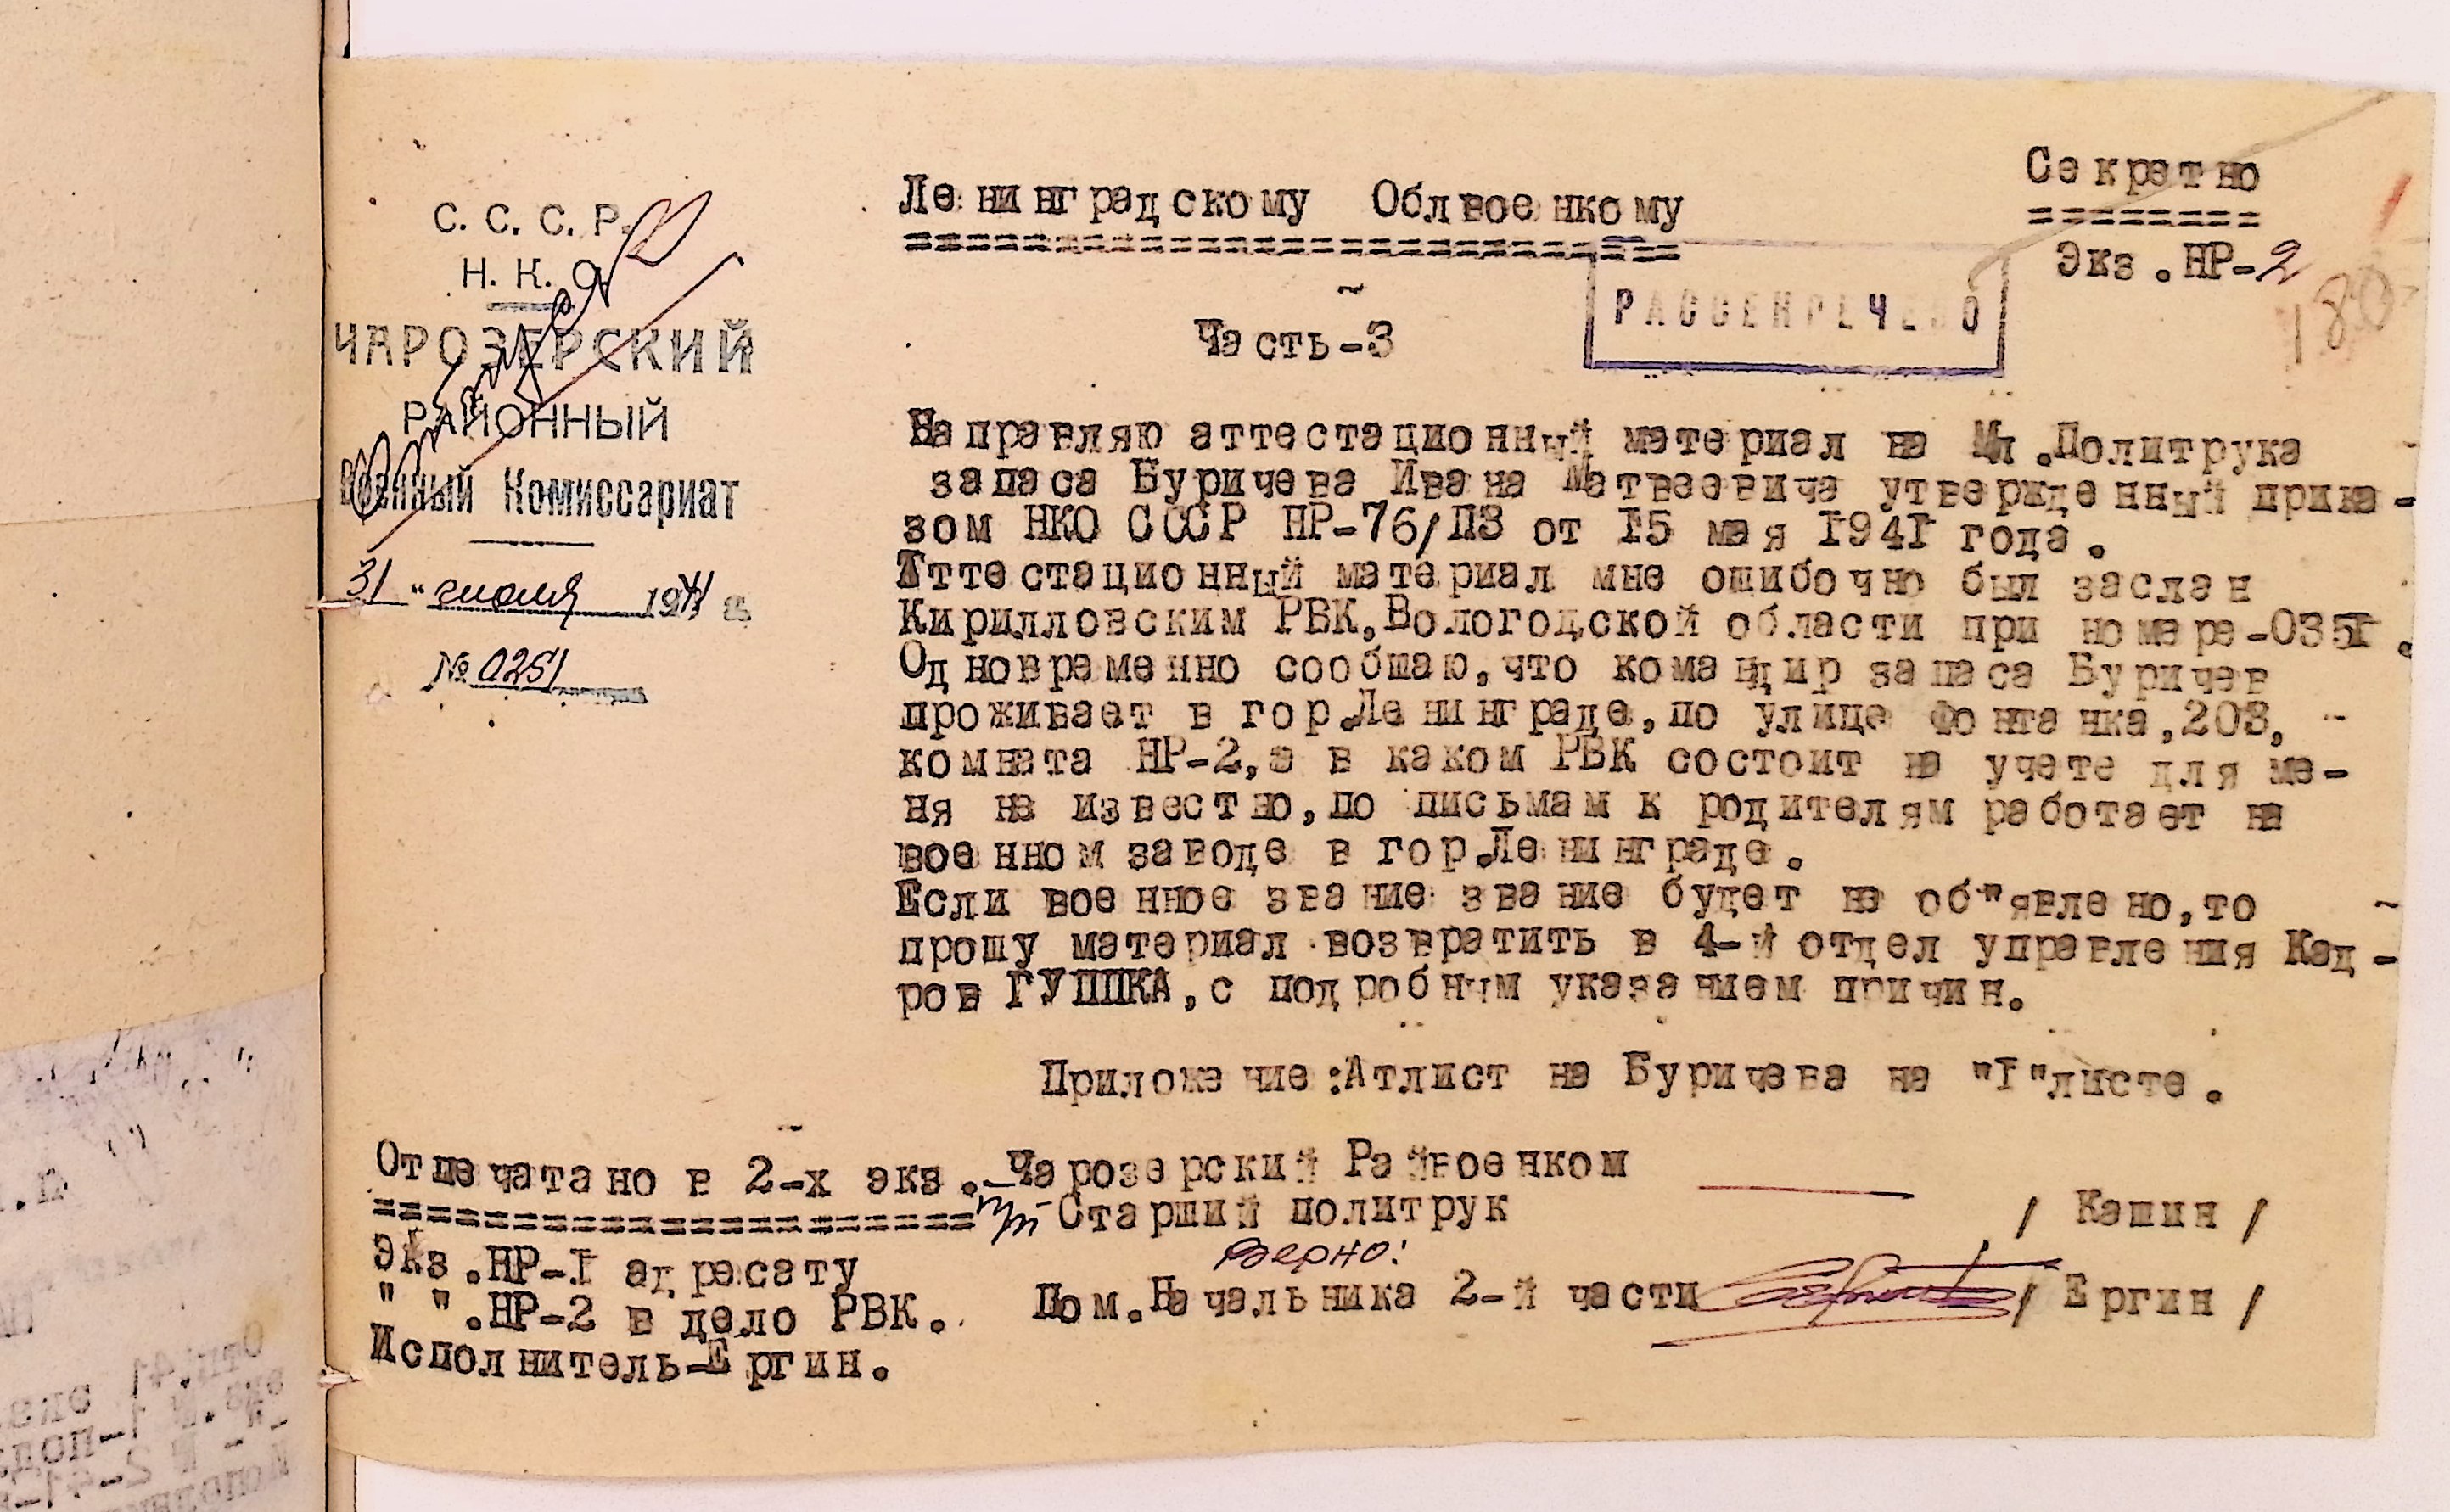 С. С. С. Р.
Н. К. О.
ЧАРОЗЕРСКИЙ
РАЙОННЫЙ
Военный Комиссариат
31 " июля 1941 г.
№ 0251
Секретно
Экз.НР-2
180
Ленинградскому Облвоенкому
РАССЕКРЕЧЕНО
Часть-3
Направляю аттестационный материал на Мл.Политрука
запаса Буричева Ивана Матвеевича утвержденный прика-
зом НКО СССР НР-76/ПЗ от I5 мая I94I года.
Аттестационный материал мне ошибочно был заслан
Кирилловским РВК,Вологодской области при номере-035I.
Одновременно сообшаю,что командир запаса Буричев
проживает в гор.Ленинграде,по улице Фонтанка,203,
комната НР-2,а в каком РВК состоит на учете для ме-
ня не известно,по письмам к родителям работает на
военном заводе в гор.Ленинграде.
Если военное звание звание будет не об"явлено,то
прошу материал возвратить в 4-й отдел управления Кад-
ров ГУППКА,с подробным указанием причин.
Приложение:Атлист на Буричева на "I"листе.
Отпечатано в 2-х экз.
Экз.НР-I адресату
" ".НР-2 в дело РВК.
Исполнитель-Ергин.
Чарозерский Райвоенком
пп- Старший политрук / Кашин /
Верно:
Пом.Начальника 2-й части / Ергин /